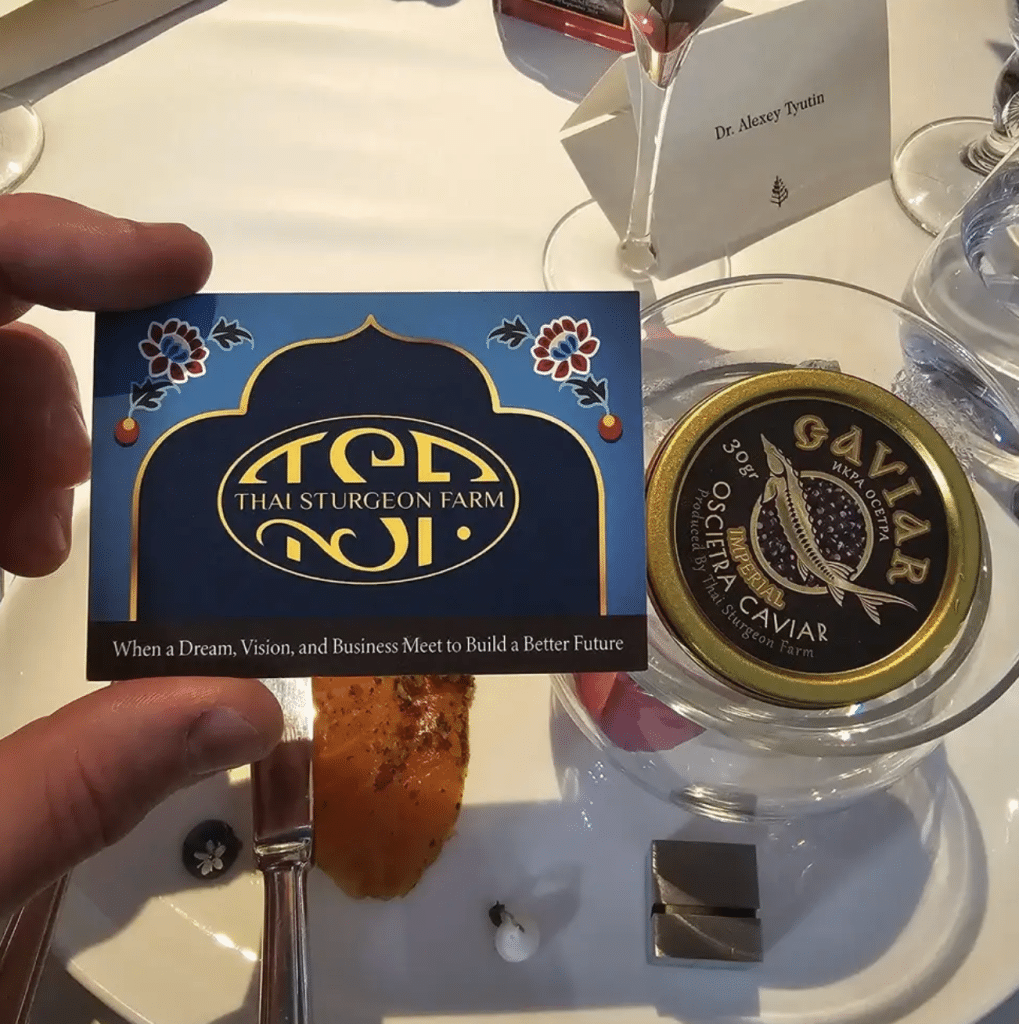 Dr. Alexey Tyutin
THAI STURGEON FARM
When a Dream, Vision, and Business Meet to Build a Better Future
CAVIAR
ИКРА ОСЕТРА
30gr
IMPERIAL
OSCIETRA CAVIAR
Produced By Thai Sturgeon Farm